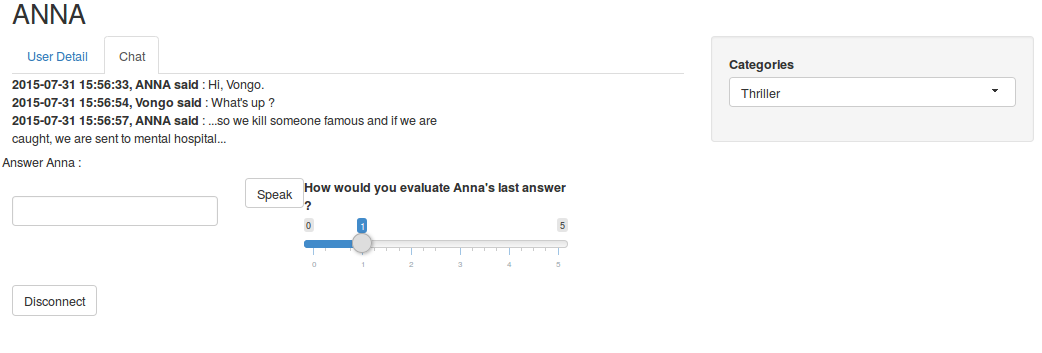 ANNA
User Detail
Chat
2015-07-31 15:56:33, ANNA said : Hi, Vongo.
2015-07-31 15:56:54, Vongo said : What's up ?
2015-07-31 15:56:57, ANNA said : ...so we kill someone famous and if we are
caught, we are sent to mental hospital...
Categories
Thriller
Answer Anna :
Speak
How would you evaluate Anna's last answer
?
0 1 5
0 1 2 3 4 5
Disconnect